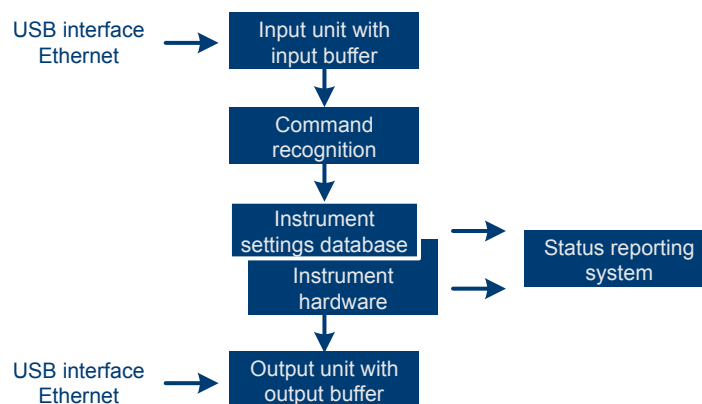 USB interface
Ethernet
Input unit with
input buffer
Command
recognition
Instrument
settings database
Instrument
hardware
Status reporting
system
USB interface
Ethernet
Output unit with
output buffer